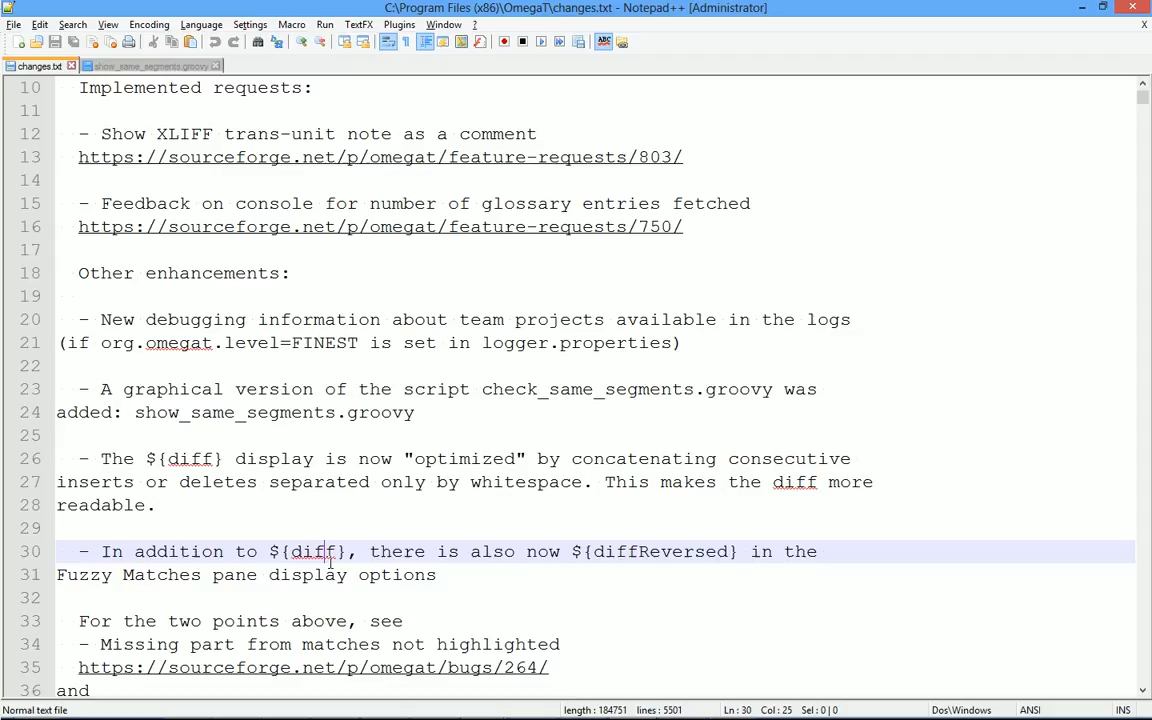 C:\Program Files (x86)\OmegaT\changes.txt - Notepad++ [Administrator]
File Edit Search View Encoding Language Settings Macro Run TextFX Plugins Window ? X
changes.txt show_same_segments.groovy
10 Implemented requests:
11
12 - Show XLIFF trans-unit note as a comment
13 https://sourceforge.net/p/omegat/feature-requests/803/
14
15 - Feedback on console for number of glossary entries fetched
16 https://sourceforge.net/p/omegat/feature-requests/750/
17
18 Other enhancements:
19
20 - New debugging information about team projects available in the logs
21 (if org.omegat.level=FINEST is set in logger.properties)
22
23 - A graphical version of the script check_same_segments.groovy was
24 added: show_same_segments.groovy
25
26 - The ${diff} display is now "optimized" by concatenating consecutive
27 inserts or deletes separated only by whitespace. This makes the diff more
28 readable.
29
30 - In addition to ${diff}, there is also now ${diffReversed} in the
31 Fuzzy Matches pane display options
32
33 For the two points above, see
34 - Missing part from matches not highlighted
35 https://sourceforge.net/p/omegat/bugs/264/
36 and
Normal text file length : 184751 lines : 5501 Ln : 30 Col : 25 Sel : 0 | 0 Dos\Windows ANSI INS